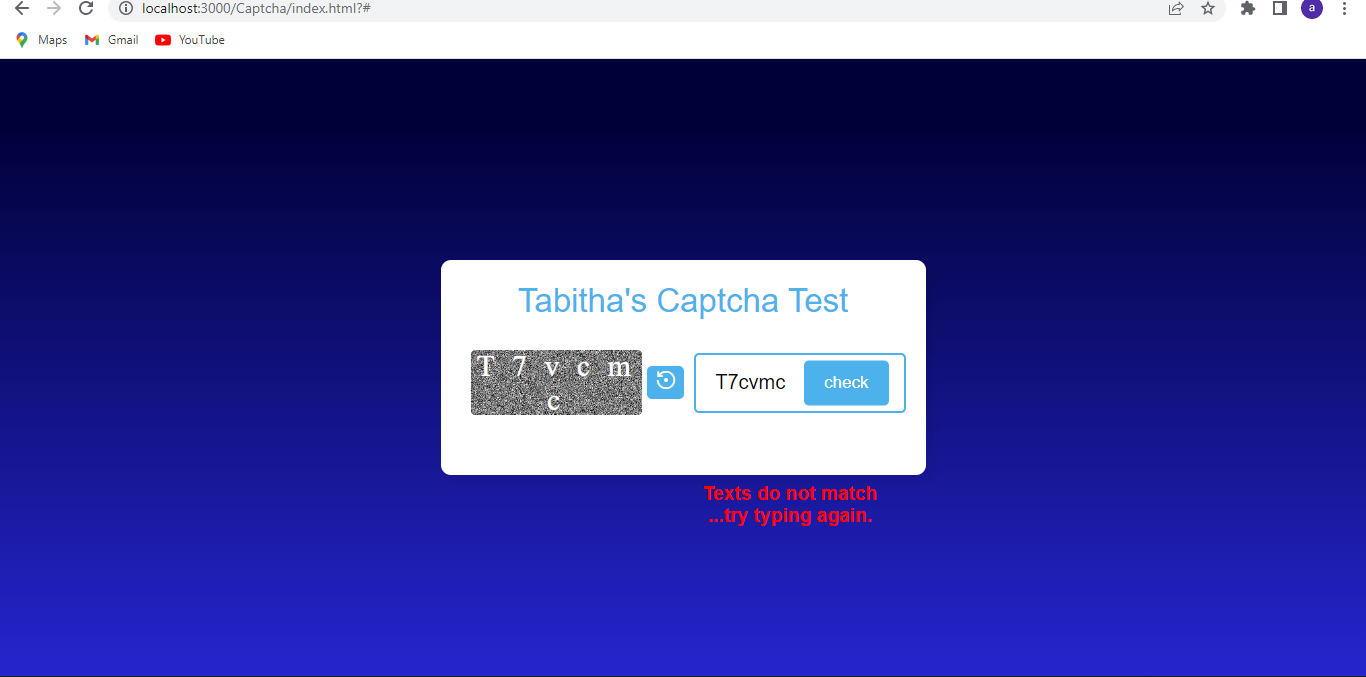 localhost:3000/Captcha/index.html?#
a
Maps Gmail YouTube
Tabitha's Captcha Test
T 7 v c m
c
T7cvmc check
Texts do not match
...try typing again.